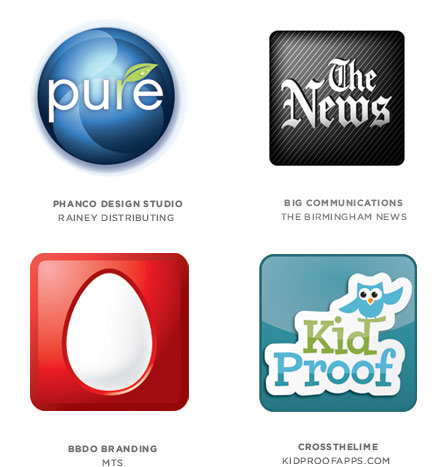 pure
The
News
PHANCO DESIGN STUDIO
RAINEY DISTRIBUTING
BIG COMMUNICATIONS
THE BIRMINGHAM NEWS
Kid
Proof
BBDO BRANDING
MTS
CROSSTHELIME
KIDPROOFAPPS.COM